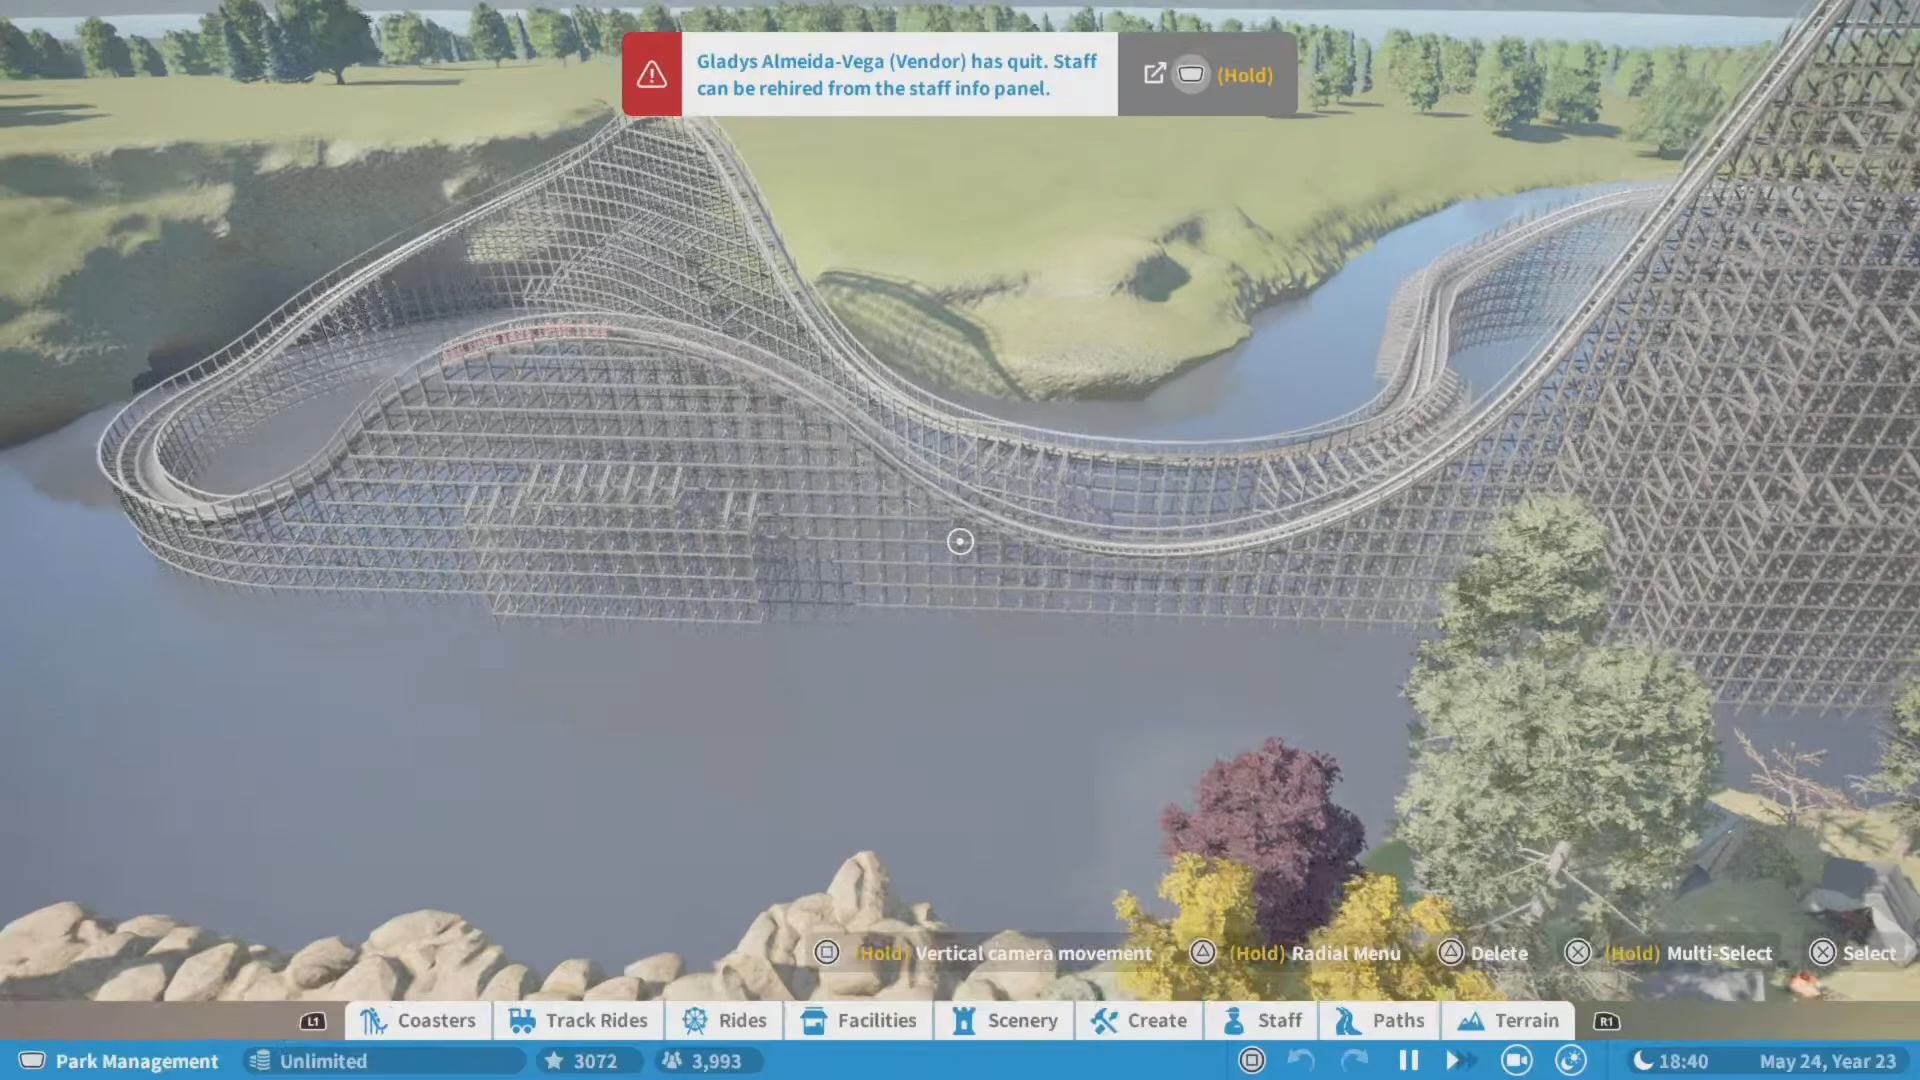 Gladys Almeida-Vega (Vendor) has quit. Staff
can be rehired from the staff info panel.
(Hold)
(Hold) Vertical camera movement
(Hold) Radial Menu
Delete
(Hold) Multi-Select
Select
L1
Coasters
Track Rides
Rides
Facilities
Scenery
Create
Staff
Paths
Terrain
R1
Park Management
Unlimited
3072
3,993
18:40
May 24, Year 23